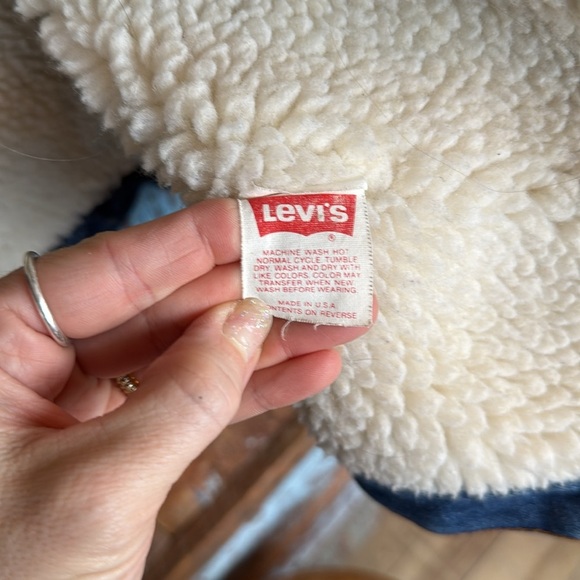 Levi's
®
MACHINE WASH HOT
NORMAL CYCLE. TUMBLE
DRY. WASH AND DRY WITH
LIKE COLORS. COLOR MAY
TRANSFER WHEN NEW.
WASH BEFORE WEARING.
MADE IN U.S.A.
CONTENTS ON REVERSE